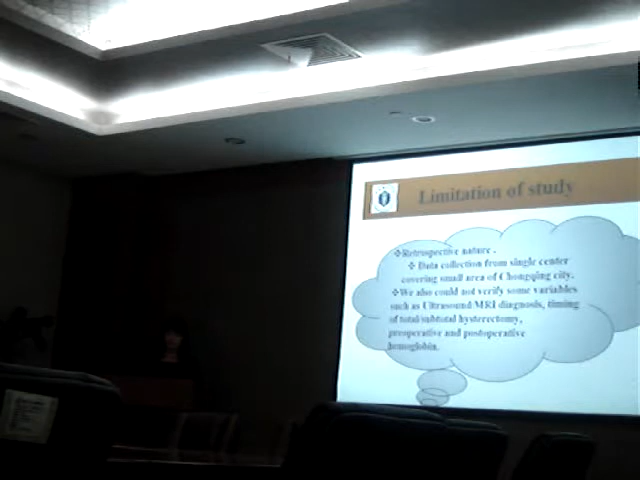 Limitation of study
❖Retrospective nature .
❖ Data collection from single center
covering small area of Chongqing city.
❖We also could not verify some variables
such as Ultrasound MRI diagnosis, timing
of total/subtotal hysterectomy,
preoperative and postoperative
hemoglobin.